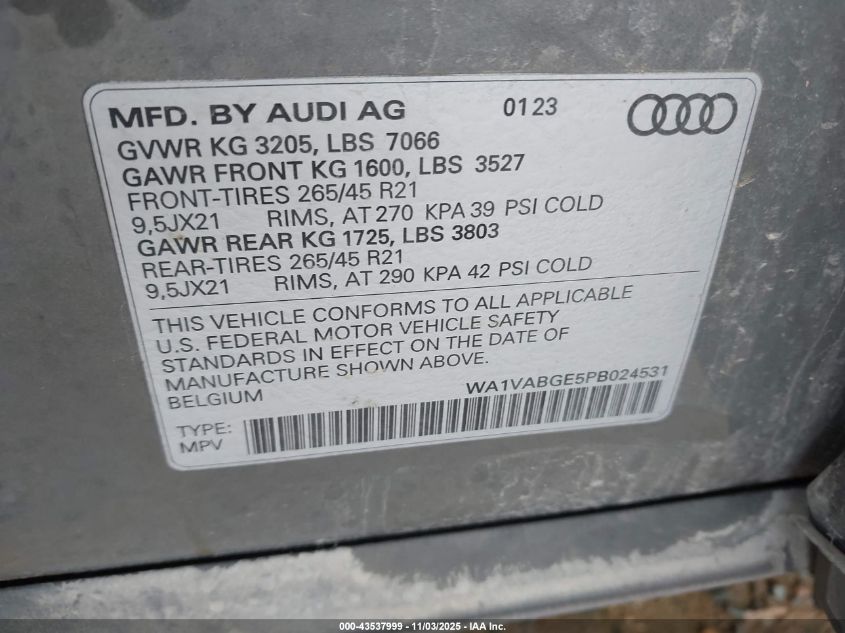 MFD. BY AUDI AG 0123
GVWR KG 3205, LBS 7066
GAWR FRONT KG 1600, LBS 3527
FRONT-TIRES 265/45 R21
9,5JX21 RIMS, AT 270 KPA 39 PSI COLD
GAWR REAR KG 1725, LBS 3803
REAR-TIRES 265/45 R21
9,5JX21 RIMS, AT 290 KPA 42 PSI COLD
THIS VEHICLE CONFORMS TO ALL APPLICABLE
U.S. FEDERAL MOTOR VEHICLE SAFETY
STANDARDS IN EFFECT ON THE DATE OF
MANUFACTURE SHOWN ABOVE.
BELGIUM WA1VABGE5PB024531
TYPE:
MPV
000-43537999 - 11/03/2025 - IAA Inc.